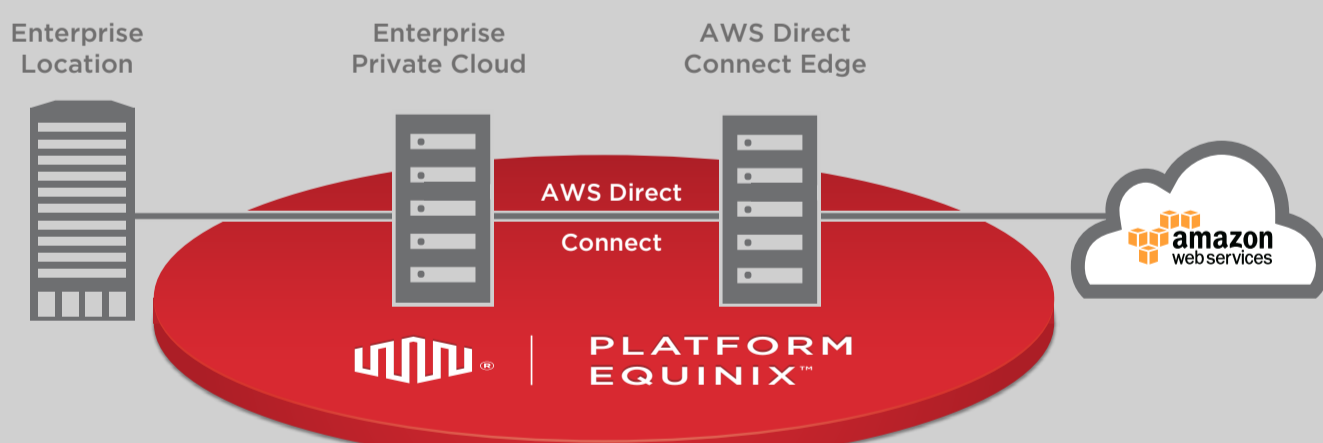 Enterprise
Location
Enterprise
Private Cloud
AWS Direct
Connect Edge
AWS Direct
Connect
amazon
web services
®
PLATFORM
EQUINIX™